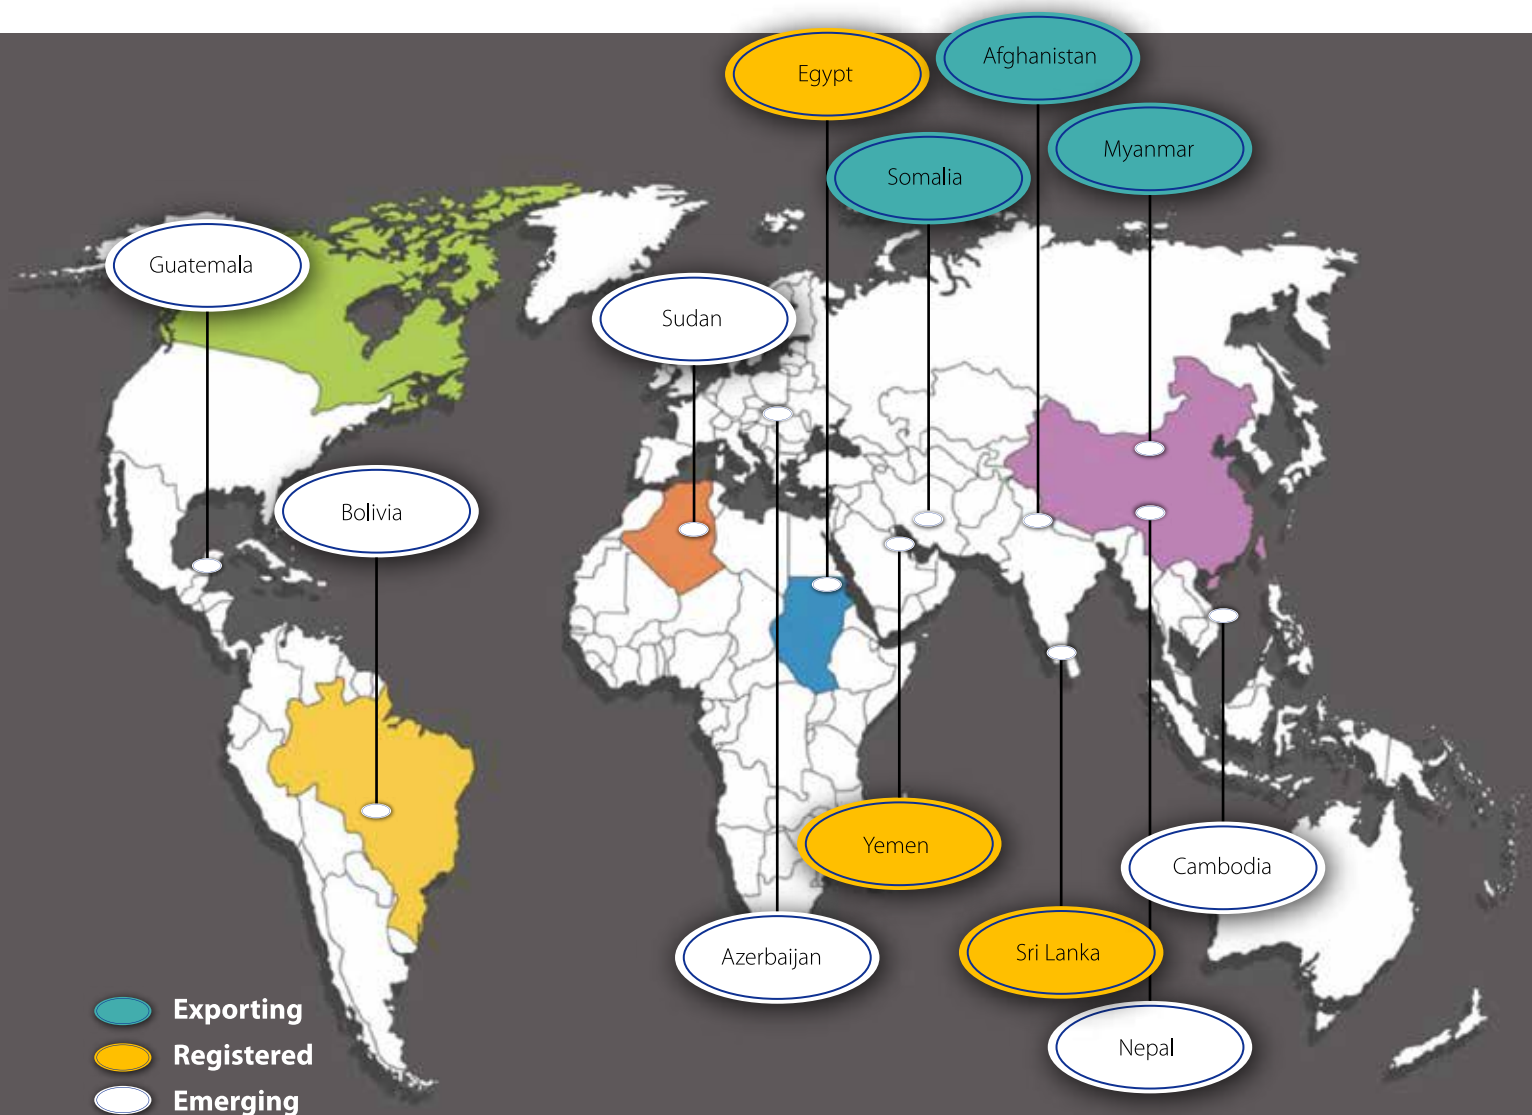 Afghanistan
Egypt
Myanmar
Somalia
Guatemala
Sudan
Bolivia
Yemen
Cambodia
Azerbaijan
Sri Lanka
Nepal
Exporting
Registered
Emerging